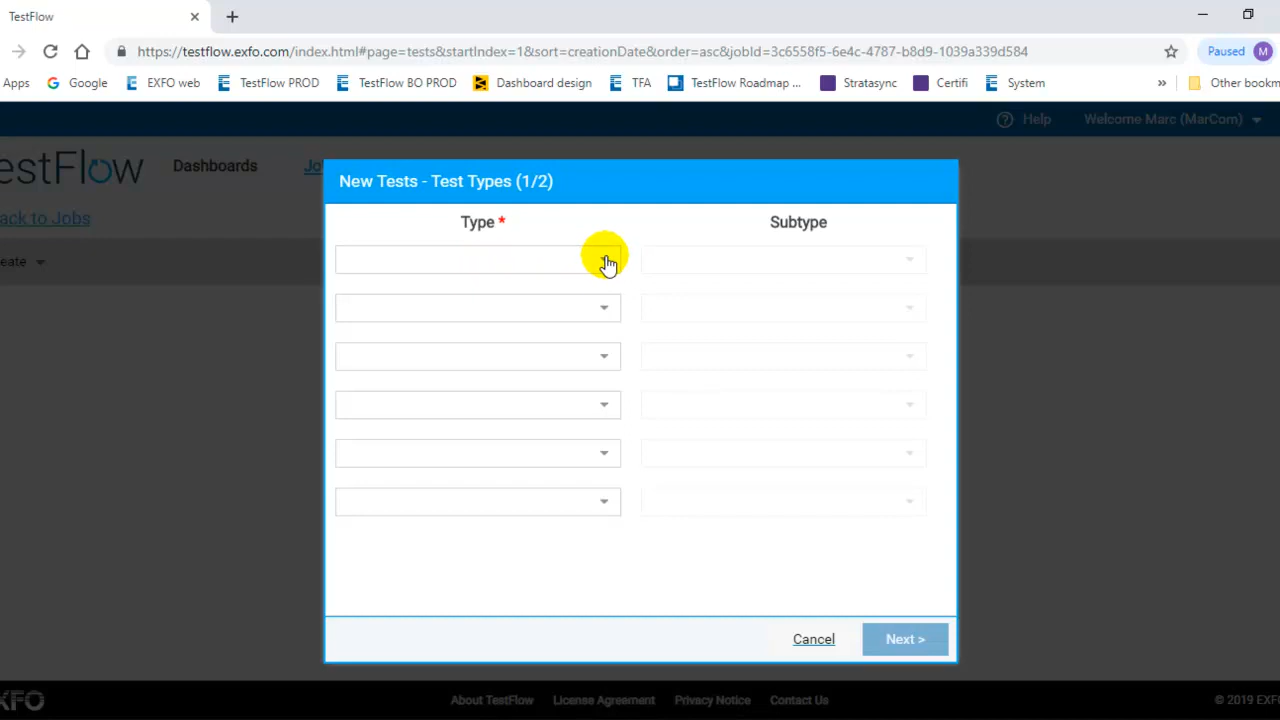 TestFlow
https://testflow.exfo.com/index.html#page=tests&startIndex=1&sort=creationDate&order=asc&jobId=3c6558f5-6e4c-4787-b8d9-1039a339d584
Paused M
Apps Google EXFO web TestFlow PROD TestFlow BO PROD Dashboard design TFA TestFlow Roadmap ... Stratasync Certifi System » Other bookm
? Help Welcome Marc (MarCom)
estFlow Dashboards Jo
ack to Jobs
eate
New Tests - Test Types (1/2)
Type * Subtype
Cancel Next >
XFO About TestFlow License Agreement Privacy Notice Contact Us © 2019 EXF